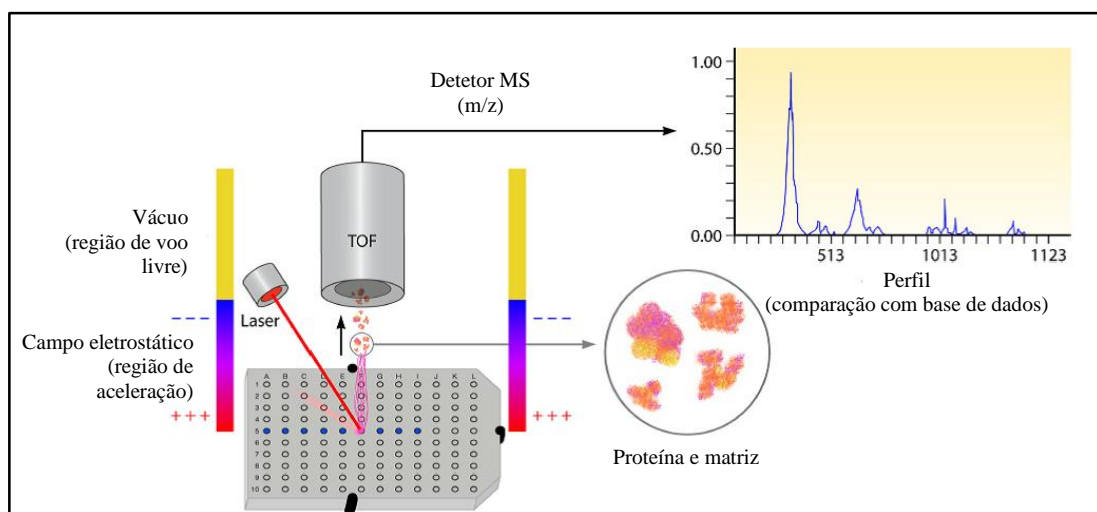 Detetor MS
(m/z)
1.00
0.50
0.00
513
1013
1123
Perfil
(comparação com base de dados)
Vácuo
(região de voo
livre)
TOF
Laser
Campo eletrostático
(região de
aceleração)
+++
+++
A B C D E F G H I J K L
1
2
3
4
5
6
7
8
9
10
Proteína e matriz